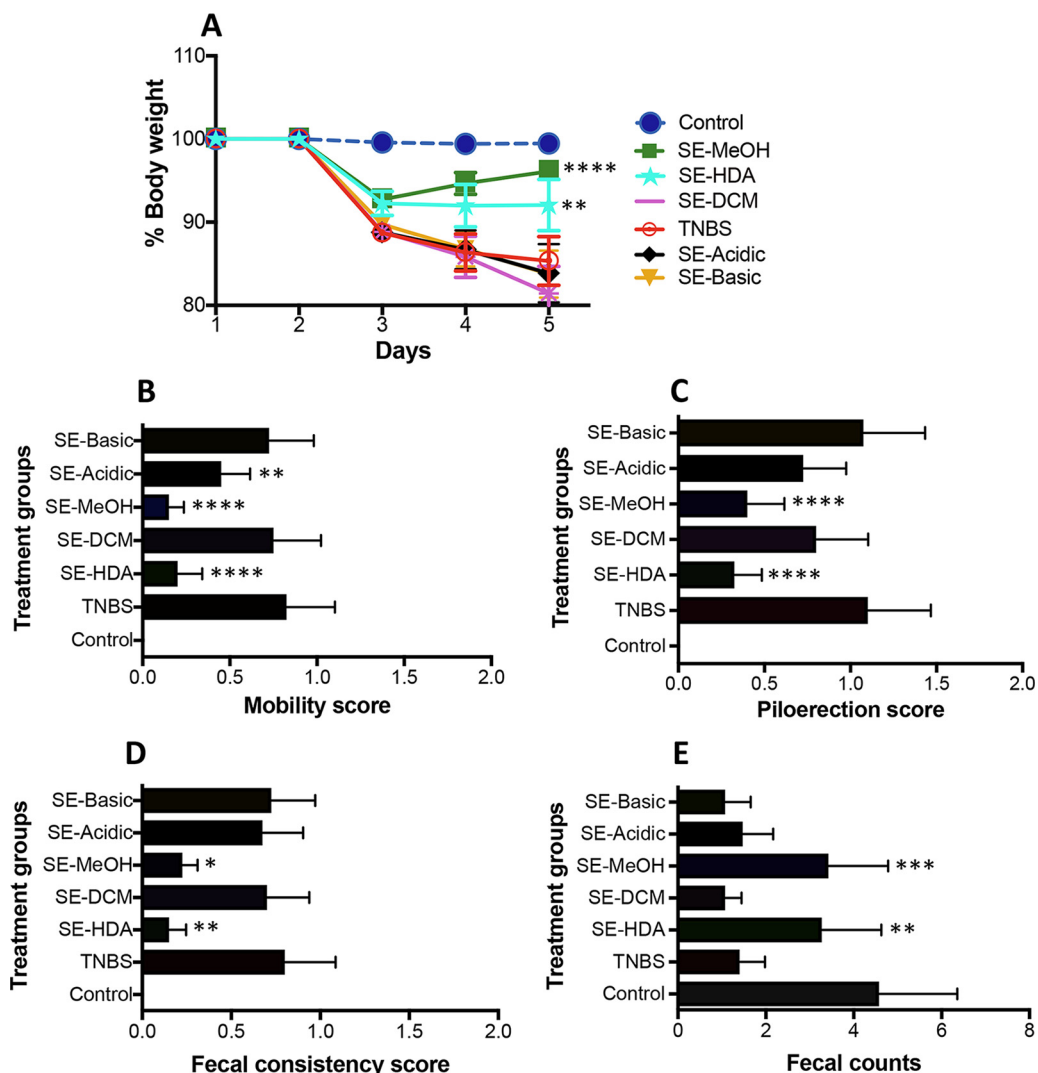 A
110
100
90
80
% Body weight
1 2 3 4 5
Days
****
**
Control
SE-MeOH
SE-HDA
SE-DCM
TNBS
SE-Acidic
SE-Basic
B
Treatment groups
SE-Basic
SE-Acidic **
SE-MeOH ****
SE-DCM
SE-HDA ****
TNBS
Control
0.0 0.5 1.0 1.5 2.0
Mobility score
C
Treatment groups
SE-Basic
SE-Acidic
SE-MeOH ****
SE-DCM
SE-HDA ****
TNBS
Control
0.0 0.5 1.0 1.5 2.0
Piloerection score
D
Treatment groups
SE-Basic
SE-Acidic
SE-MeOH *
SE-DCM
SE-HDA **
TNBS
Control
0.0 0.5 1.0 1.5 2.0
Fecal consistency score
E
Treatment groups
SE-Basic
SE-Acidic
SE-MeOH ***
SE-DCM
SE-HDA **
TNBS
Control
0 2 4 6 8
Fecal counts